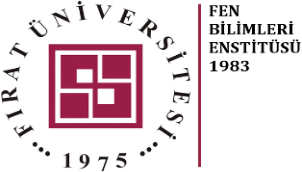 ...FIRAT ÜNİVERSİTESİ...
1975
FEN
BİLİMLERİ
ENSTİTÜSÜ
1983